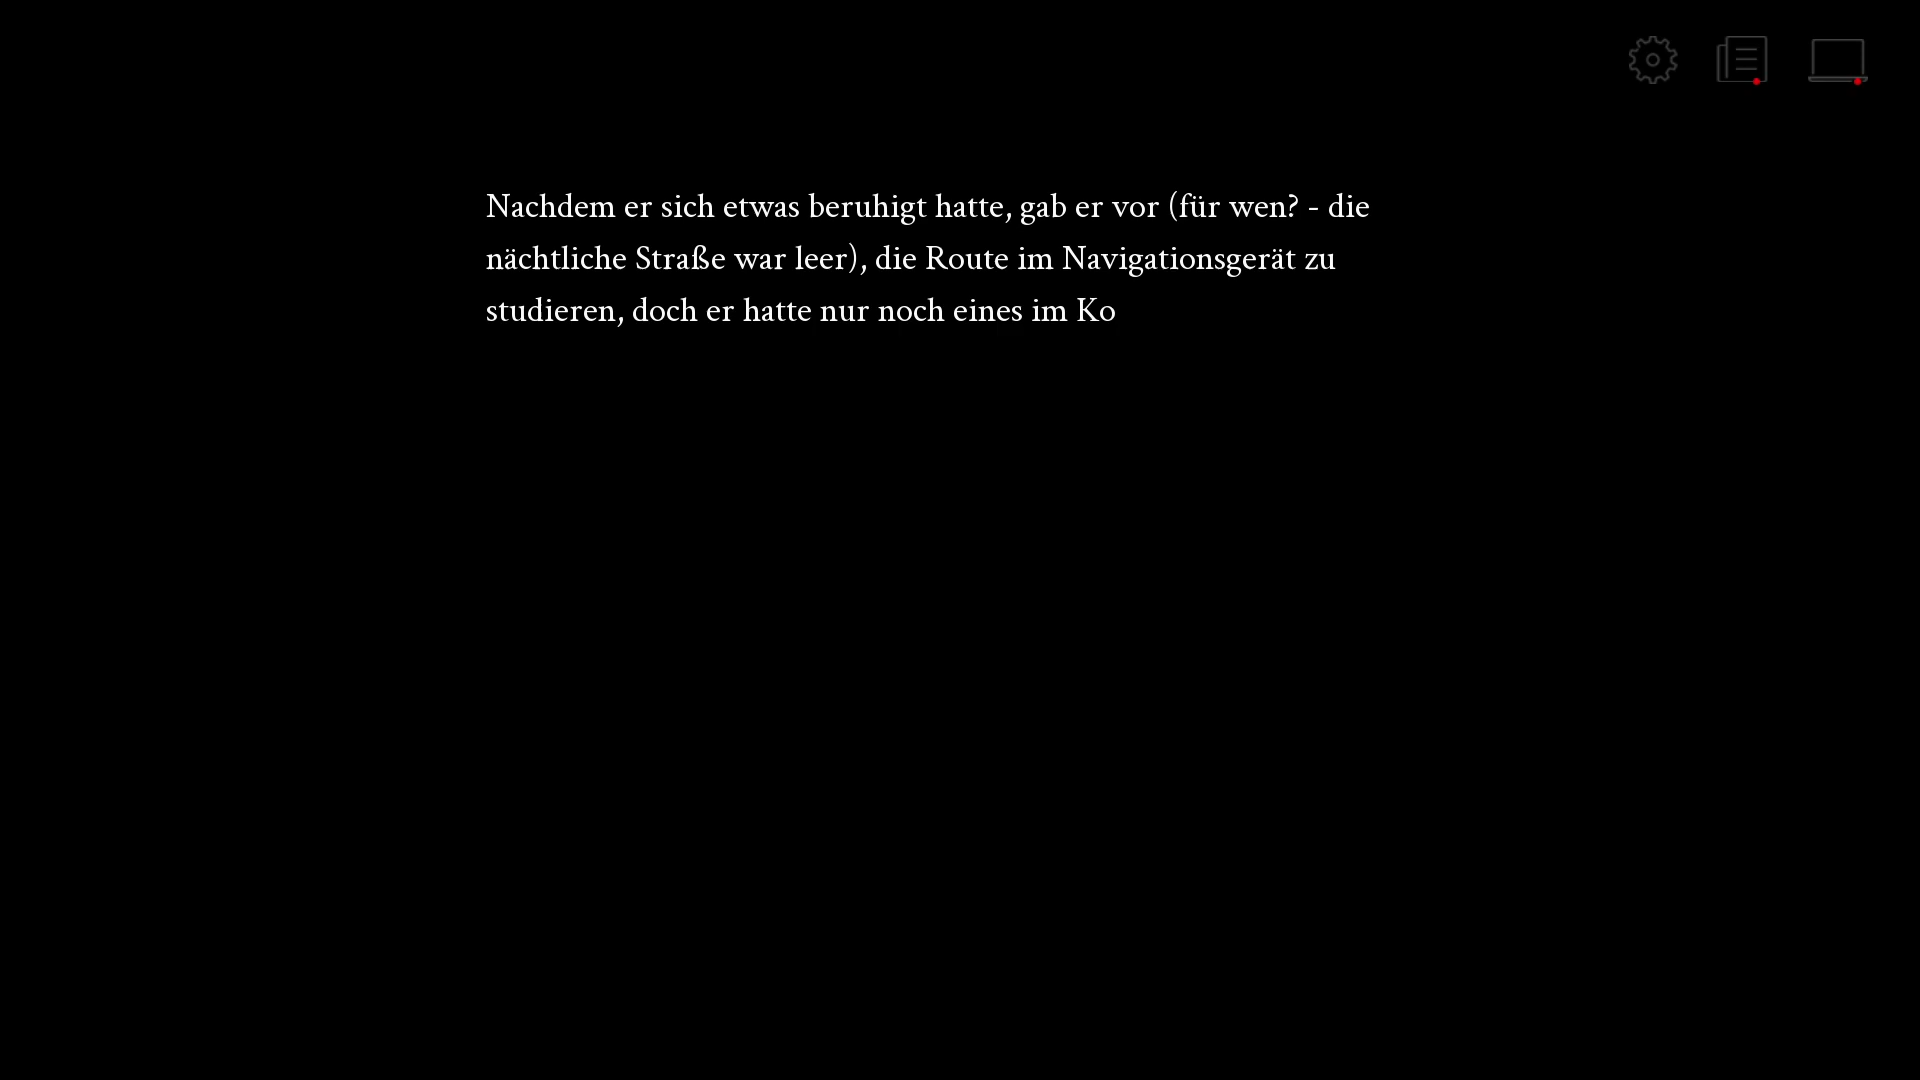 Nachdem er sich etwas beruhigt hatte, gab er vor (für wen? - die
nächtliche Straße war leer), die Route im Navigationsgerät zu
studieren, doch er hatte nur noch eines im Ko